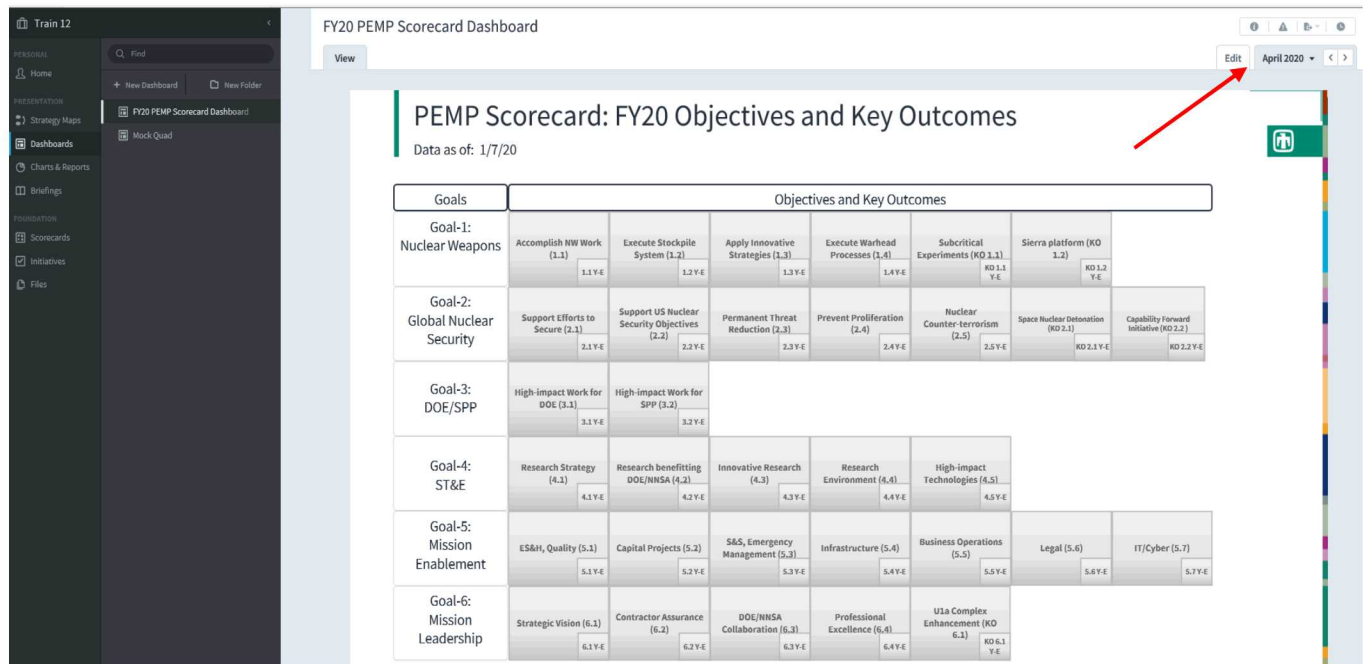 Train 12
PERSONAL
Home
PRESENTATION
Strategy Maps
Dashboards
Charts & Reports
Briefings
FOUNDATION
Scorecards
Initiatives
Files
Find
+ New Dashboard
New Folder
FY20 PEMP Scorecard Dashboard
Mock Quad
FY20 PEMP Scorecard Dashboard
View
Edit
April 2020
PEMP Scorecard: FY20 Objectives and Key Outcomes
Data as of: 1/7/20
Goals
Objectives and Key Outcomes
Goal-1:
Nuclear Weapons
Accomplish NW Work
(1.1)
1.1 Y-E
Execute Stockpile
System (1.2)
1.2 Y-E
Apply Innovative
Strategies (1.3)
1.3 Y-E
Execute Warhead
Processes (1.4)
1.4 Y-E
Subcritical
Experiments (KO 1.1)
KO 1.1
Y-E
Sierra platform (KO
1.2)
KO 1.2
Y-E
Goal-2:
Global Nuclear
Security
Support Efforts to
Secure (2.1)
2.1 Y-E
Support US Nuclear
Security Objectives
(2.2)
2.2 Y-E
Permanent Threat
Reduction (2.3)
2.3 Y-E
Prevent Proliferation
(2.4)
2.4 Y-E
Nuclear
Counter-terrorism
(2.5)
2.5 Y-E
Space Nuclear Detonation
(KO 2.1)
KO 2.1 Y-E
Capability Forward
Initiative (KO 2.2 )
KO 2.2 Y-E
Goal-3:
DOE/SPP
High-impact Work for
DOE (3.1)
3.1 Y-E
High-impact Work for
SPP (3.2)
3.2 Y-E
Goal-4:
ST&E
Research Strategy
(4.1)
4.1 Y-E
Research benefitting
DOE/NNSA (4.2)
4.2 Y-E
Innovative Research
(4.3)
4.3 Y-E
Research
Environment (4.4)
4.4 Y-E
High-impact
Technologies (4.5)
4.5 Y-E
Goal-5:
Mission
Enablement
ES&H, Quality (5.1)
5.1 Y-E
Capital Projects (5.2)
5.2 Y-E
S&S, Emergency
Management (5.3)
5.3 Y-E
Infrastructure (5.4)
5.4 Y-E
Business Operations
(5.5)
5.5 Y-E
Legal (5.6)
5.6 Y-E
IT/Cyber (5.7)
5.7 Y-E
Goal-6:
Mission
Leadership
Strategic Vision (6.1)
6.1 Y-E
Contractor Assurance
(6.2)
6.2 Y-E
DOE/NNSA
Collaboration (6.3)
6.3 Y-E
Professional
Excellence (6.4)
6.4 Y-E
U1a Complex
Enhancement (KO
6.1)
KO 6.1
Y-E